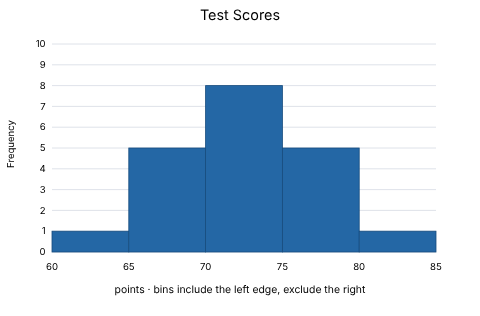 Test Scores
Frequency
10
9
8
7
6
5
4
3
2
1
0
60 65 70 75 80 85
points · bins include the left edge, exclude the right